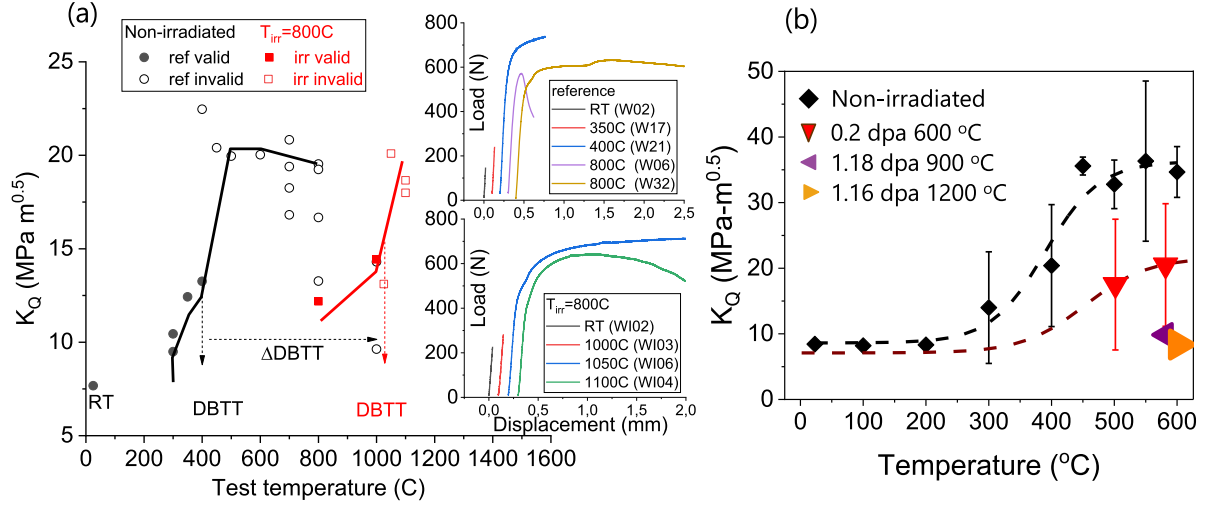 (a)
K_Q (MPa m^0.5)
25
20
15
10
5
0 200 400 600 800 1000 1200 1400 1600
Test temperature (C)
Non-irradiated T_irr=800C
ref valid irr valid
ref invalid irr invalid
RT
DBTT
ΔDBTT
DBTT
Load (N)
800
600
400
200
0
0,0 0,5 1,0 1,5 2,0 2,5
reference
RT (W02)
350C (W17)
400C (W21)
800C (W06)
800C (W32)
Load (N)
800
600
400
200
0
0,0 0,5 1,0 1,5 2,0
Displacement (mm)
T_irr=800C
RT (WI02)
1000C (WI03)
1050C (WI06)
1100C (WI04)
(b)
K_Q (MPa-m^0.5)
50
40
30
20
10
0
0 100 200 300 400 500 600
Temperature (°C)
Non-irradiated
0.2 dpa 600 °C
1.18 dpa 900 °C
1.16 dpa 1200 °C